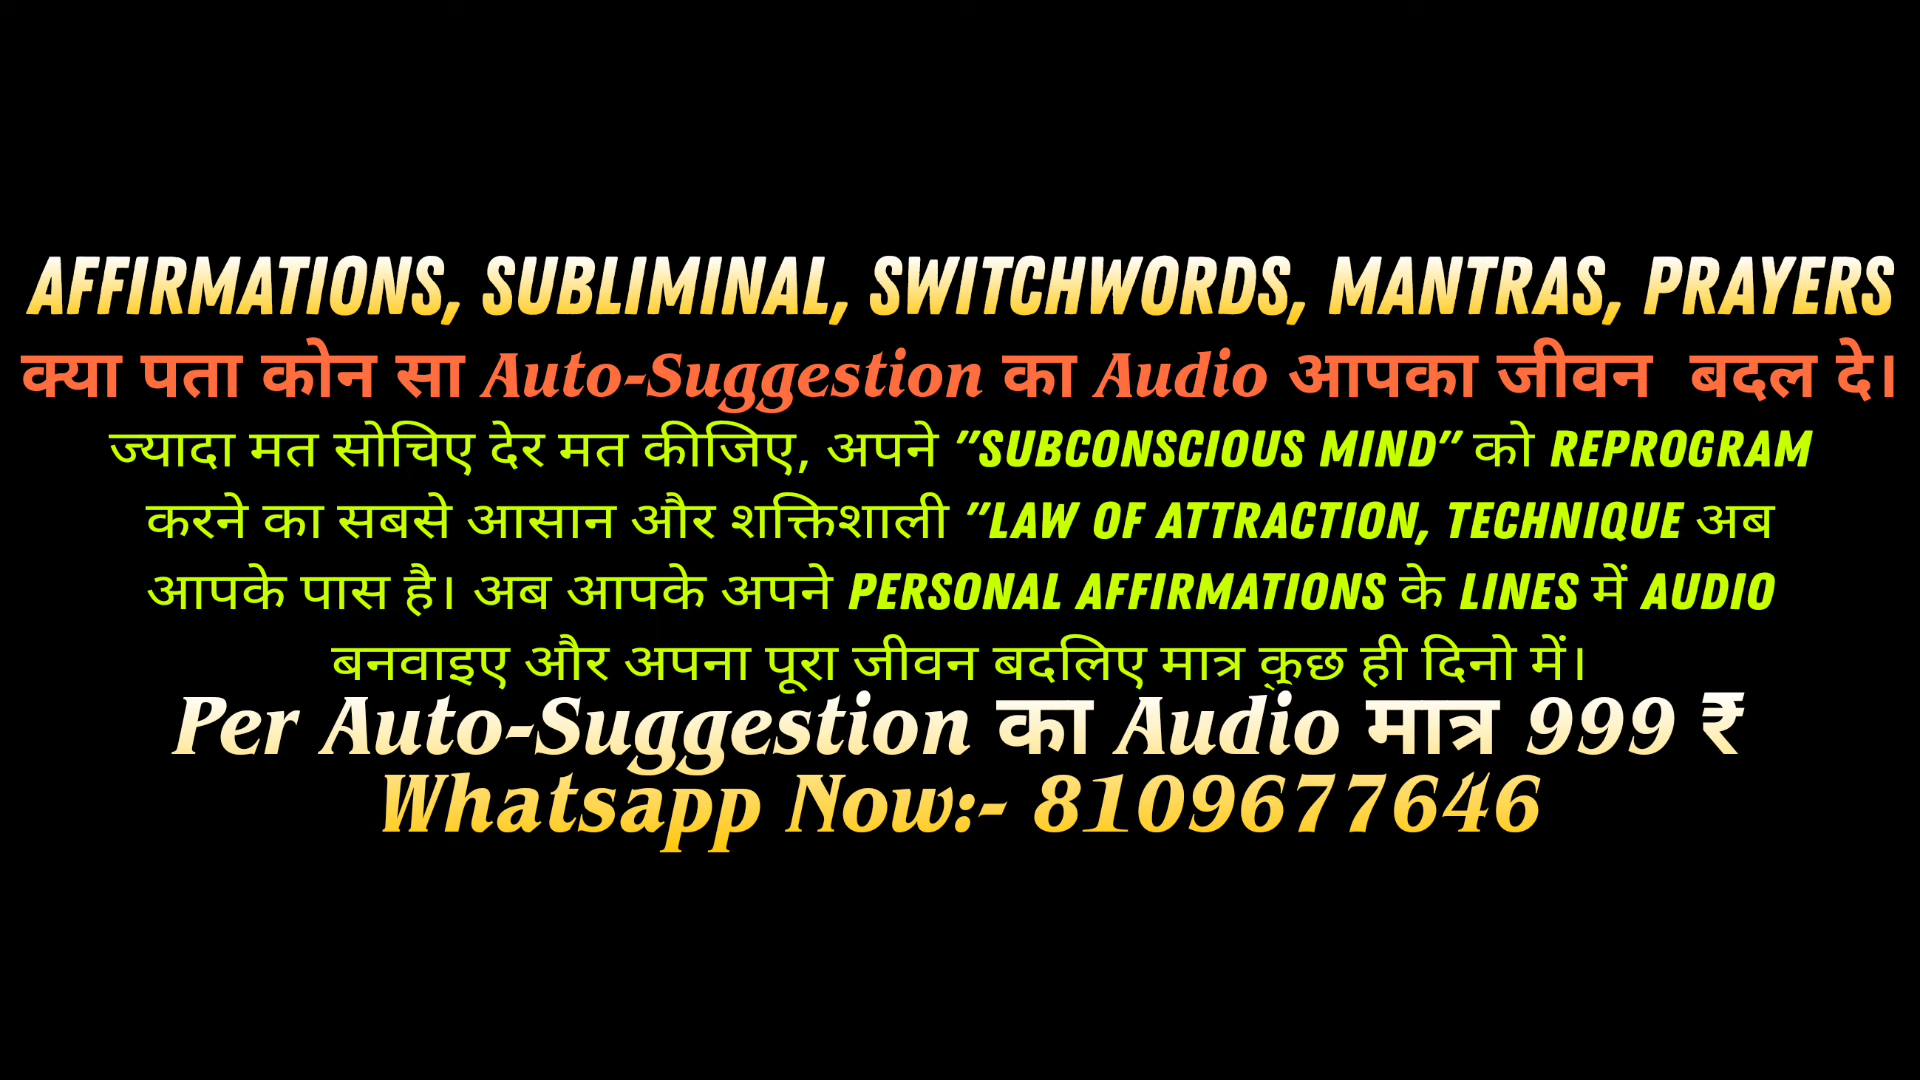 AFFIRMATIONS, SUBLIMINAL, SWITCHWORDS, MANTRAS, PRAYERS
क्या पता कोन सा Auto-Suggestion का Audio आपका जीवन  बदल दे।
ज्यादा मत सोचिए देर मत कीजिए, अपने "SUBCONSCIOUS MIND" को REPROGRAM
करने का सबसे आसान और शक्तिशाली "LAW OF ATTRACTION, TECHNIQUE अब
आपके पास है। अब आपके अपने PERSONAL AFFIRMATIONS के LINES में AUDIO
बनवाइए और अपना पूरा जीवन बदलिए मात्र कुछ ही दिनो में।
Per Auto-Suggestion का Audio मात्र 999 ₹
Whatsapp Now:- 8109677646